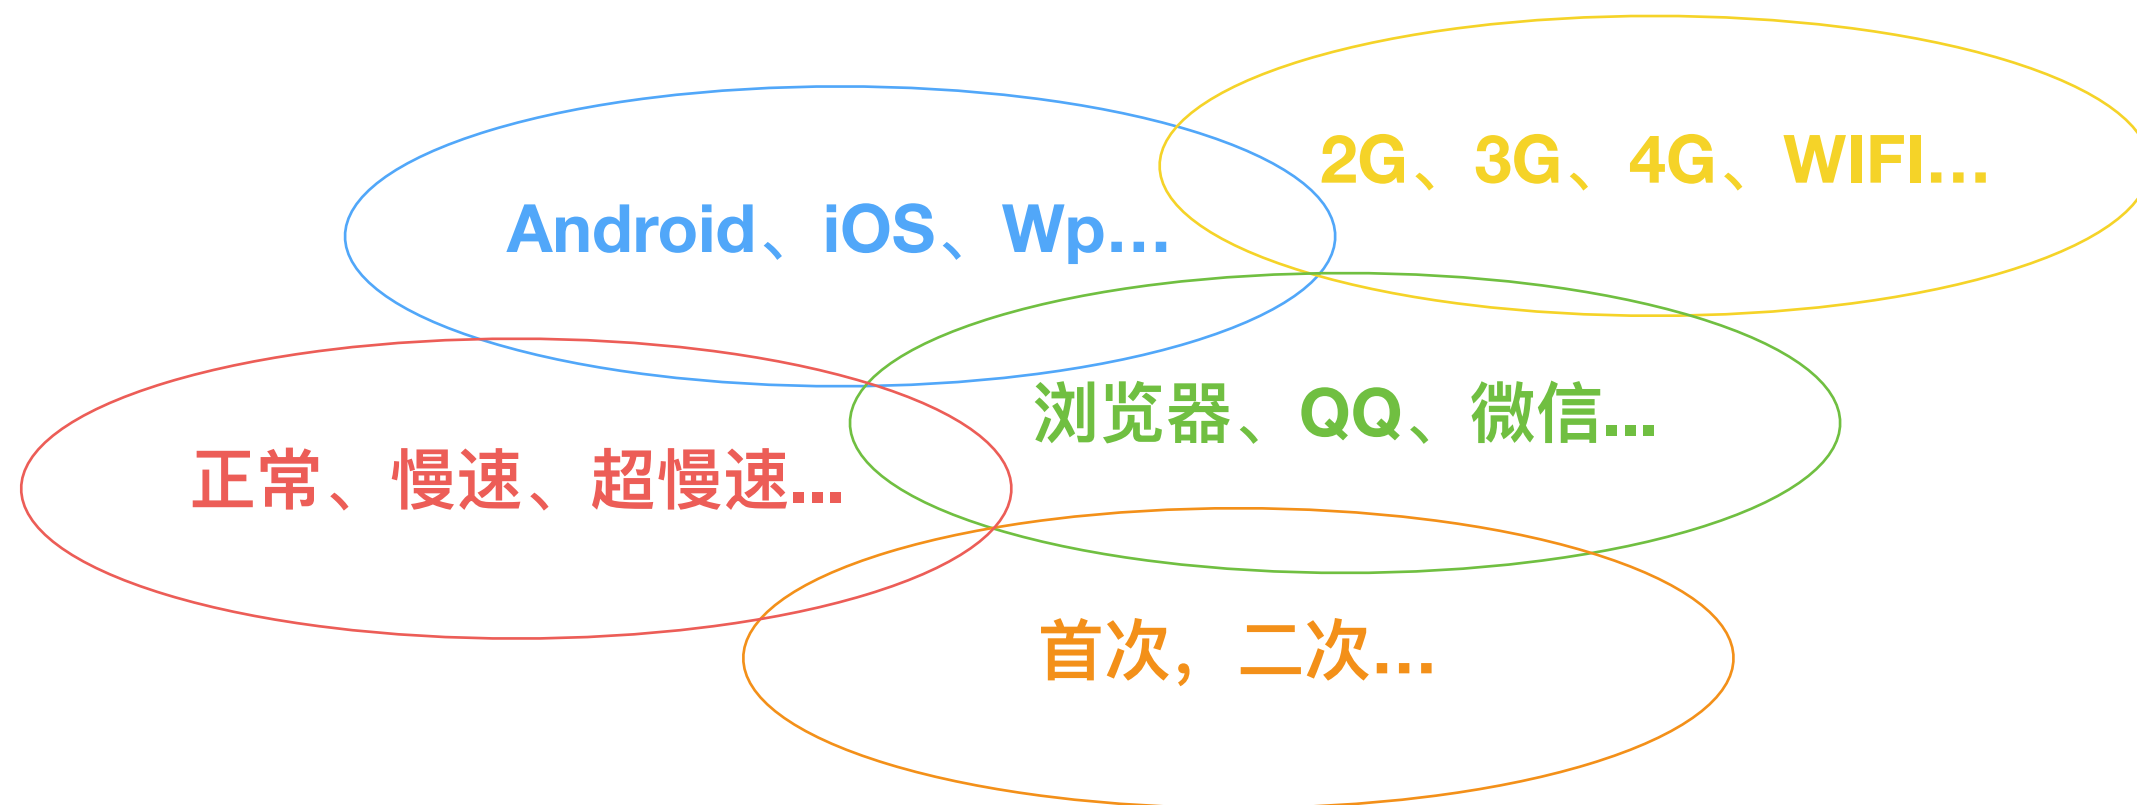 2G、3G、4G、WIFI…
Android、iOS、Wp…
浏览器、QQ、微信...
正常、慢速、超慢速...
首次，二次…